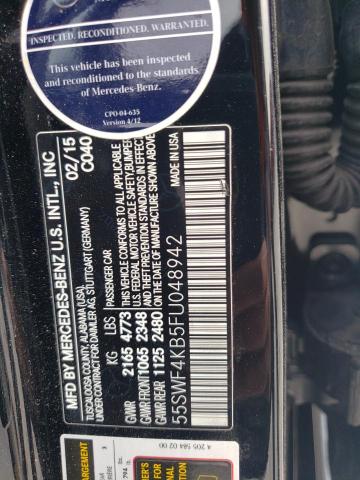 INSPECTED. RECONDITIONED. WARRANTED.
This vehicle has been inspected
and reconditioned to the standards
of Mercedes-Benz.
CPO-04-635
Version 4/12
MFD BY MERCEDES-BENZ U.S. INTL., INC
TUSCALOOSA COUNTY, ALABAMA (USA)
UNDER CONTRACT FOR DAIMLER AG, STUTTGART (GERMANY)
02/15
C040
KG LBS
GVWR 2165 4773
GAWR FRONT 1065 2348
GAWR REAR 1125 2480
PASSENGER CAR
THIS VEHICLE CONFORMS TO ALL APPLICABLE
U.S. FEDERAL MOTOR VEHICLE SAFETY, BUMPER,
AND THEFT PREVENTION STANDARDS IN EFFECT
ON THE DATE OF MANUFACTURE SHOWN ABOVE
55SWF4KB5FU048942
A 205 584 02 00